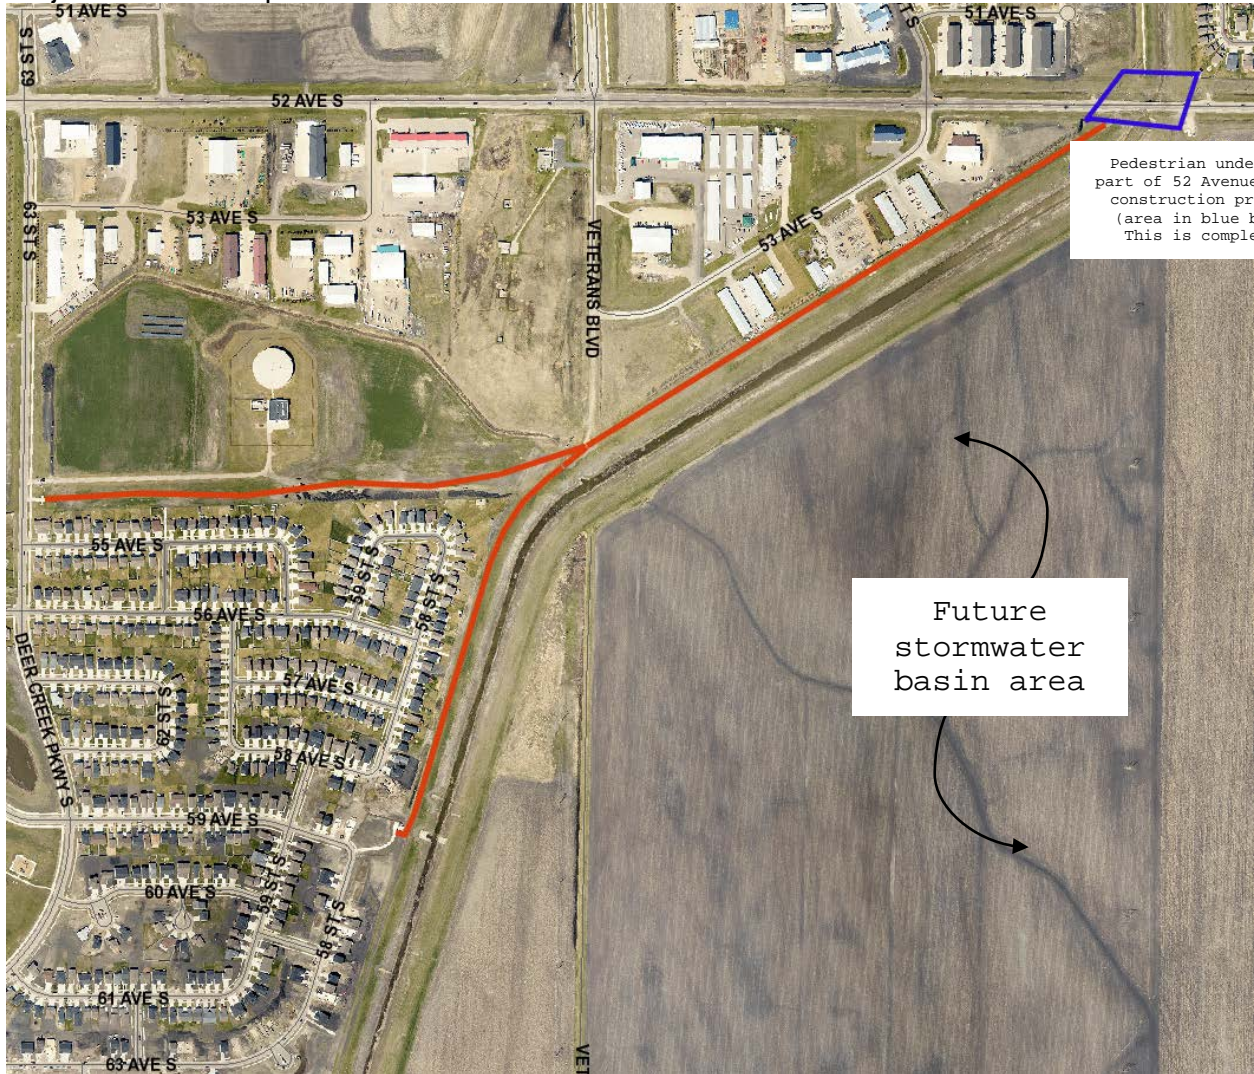 51 AVE S
51 AVE S
63 ST S
52 AVE S
Pedestrian unde
part of 52 Avenue
construction pr
(area in blue b
This is comple
53 AVE S
53 AVE S
63 ST S
VETERANS BLVD
55 AVE S
59 ST S
58 ST S
56 AVE S
Future
stormwater
basin area
57 AVE S
62 ST S
DEER CREEK PKWY S
58 AVE S
59 AVE S
60 AVE S
59 ST S
58 ST S
61 AVE S
63 AVE S
VET